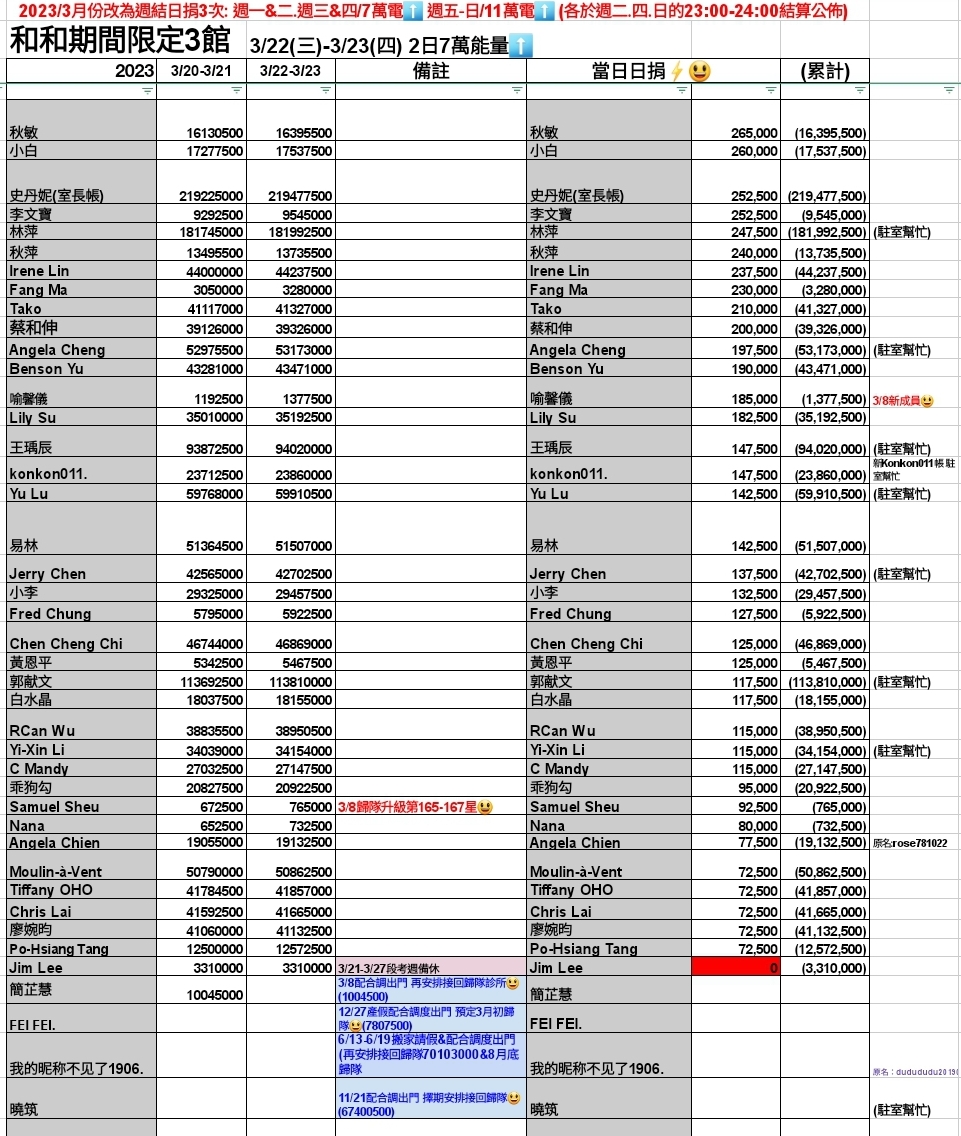 2023/3月份改為週結日捐3次: 週一&二.週三&四/7萬電⬆️ 週五-日/11萬電⬆️ (各於週二.四.日的23:00-24:00結算公佈)
和和期間限定3館 3/22(三)-3/23(四) 2日7萬能量⬆️
2023 3/20-3/21 3/22-3/23 備註 當日日捐⚡😃 (累計)
秋敏 16130500 16395500 秋敏 265,000 (16,395,500)
小白 17277500 17537500 小白 260,000 (17,537,500)
史丹妮(室長帳) 219225000 219477500 史丹妮(室長帳) 252,500 (219,477,500)
李文寶 9292500 9545000 李文寶 252,500 (9,545,000)
林萍 181745000 181992500 林萍 247,500 (181,992,500) (駐室幫忙)
秋萍 13495500 13735500 秋萍 240,000 (13,735,500)
Irene Lin 44000000 44237500 Irene Lin 237,500 (44,237,500)
Fang Ma 3050000 3280000 Fang Ma 230,000 (3,280,000)
Tako 41117000 41327000 Tako 210,000 (41,327,000)
蔡和伸 39126000 39326000 蔡和伸 200,000 (39,326,000)
Angela Cheng 52975500 53173000 Angela Cheng 197,500 (53,173,000) (駐室幫忙)
Benson Yu 43281000 43471000 Benson Yu 190,000 (43,471,000)
喻馨儀 1192500 1377500 喻馨儀 185,000 (1,377,500) 3/8新成員😃
Lily Su 35010000 35192500 Lily Su 182,500 (35,192,500)
王瑀辰 93872500 94020000 王瑀辰 147,500 (94,020,000) (駐室幫忙)
konkon011. 23712500 23860000 konkon011. 147,500 (23,860,000) 新Konkon011帳 駐
室幫忙
Yu Lu 59768000 59910500 Yu Lu 142,500 (59,910,500) (駐室幫忙)
易林 51364500 51507000 易林 142,500 (51,507,000)
Jerry Chen 42565000 42702500 Jerry Chen 137,500 (42,702,500) (駐室幫忙)
小李 29325000 29457500 小李 132,500 (29,457,500)
Fred Chung 5795000 5922500 Fred Chung 127,500 (5,922,500)
Chen Cheng Chi 46744000 46869000 Chen Cheng Chi 125,000 (46,869,000)
黃恩平 5342500 5467500 黃恩平 125,000 (5,467,500)
郭献文 113692500 113810000 郭献文 117,500 (113,810,000) (駐室幫忙)
白水晶 18037500 18155000 白水晶 117,500 (18,155,000)
RCan Wu 38835500 38950500 RCan Wu 115,000 (38,950,500)
Yi-Xin Li 34039000 34154000 Yi-Xin Li 115,000 (34,154,000) (駐室幫忙)
C Mandy 27032500 27147500 C Mandy 115,000 (27,147,500)
乖狗勾 20827500 20922500 乖狗勾 95,000 (20,922,500)
Samuel Sheu 672500 765000 3/8歸隊升級第165-167星😃 Samuel Sheu 92,500 (765,000)
Nana 652500 732500 Nana 80,000 (732,500)
Angela Chien 19055000 19132500 Angela Chien 77,500 (19,132,500) 原名rose781022
Moulin-à-Vent 50790000 50862500 Moulin-à-Vent 72,500 (50,862,500)
Tiffany OHO 41784500 41857000 Tiffany OHO 72,500 (41,857,000)
Chris Lai 41592500 41665000 Chris Lai 72,500 (41,665,000)
廖婉昀 41060000 41132500 廖婉昀 72,500 (41,132,500)
Po-Hsiang Tang 12500000 12572500 Po-Hsiang Tang 72,500 (12,572,500)
Jim Lee 3310000 3310000 3/21-3/27段考週備休 Jim Lee 0 (3,310,000)
簡芷慧 10045000 3/8配合調出門 再安排接回歸隊診所😃
(1004500) 簡芷慧
FEI FEI. 12/27產假配合調度出門 預定3月初歸
隊😃(7807500) FEI FEI.
我的昵称不见了1906. 6/13-6/19搬家請假&配合調度出門
(再安排接回歸隊70103000&8月底
歸隊 我的昵称不见了1906. 原名：dudududu2019
曉筑 11/21配合調出門 擇期安排接回歸隊😃
(67400500) 曉筑 (駐室幫忙)